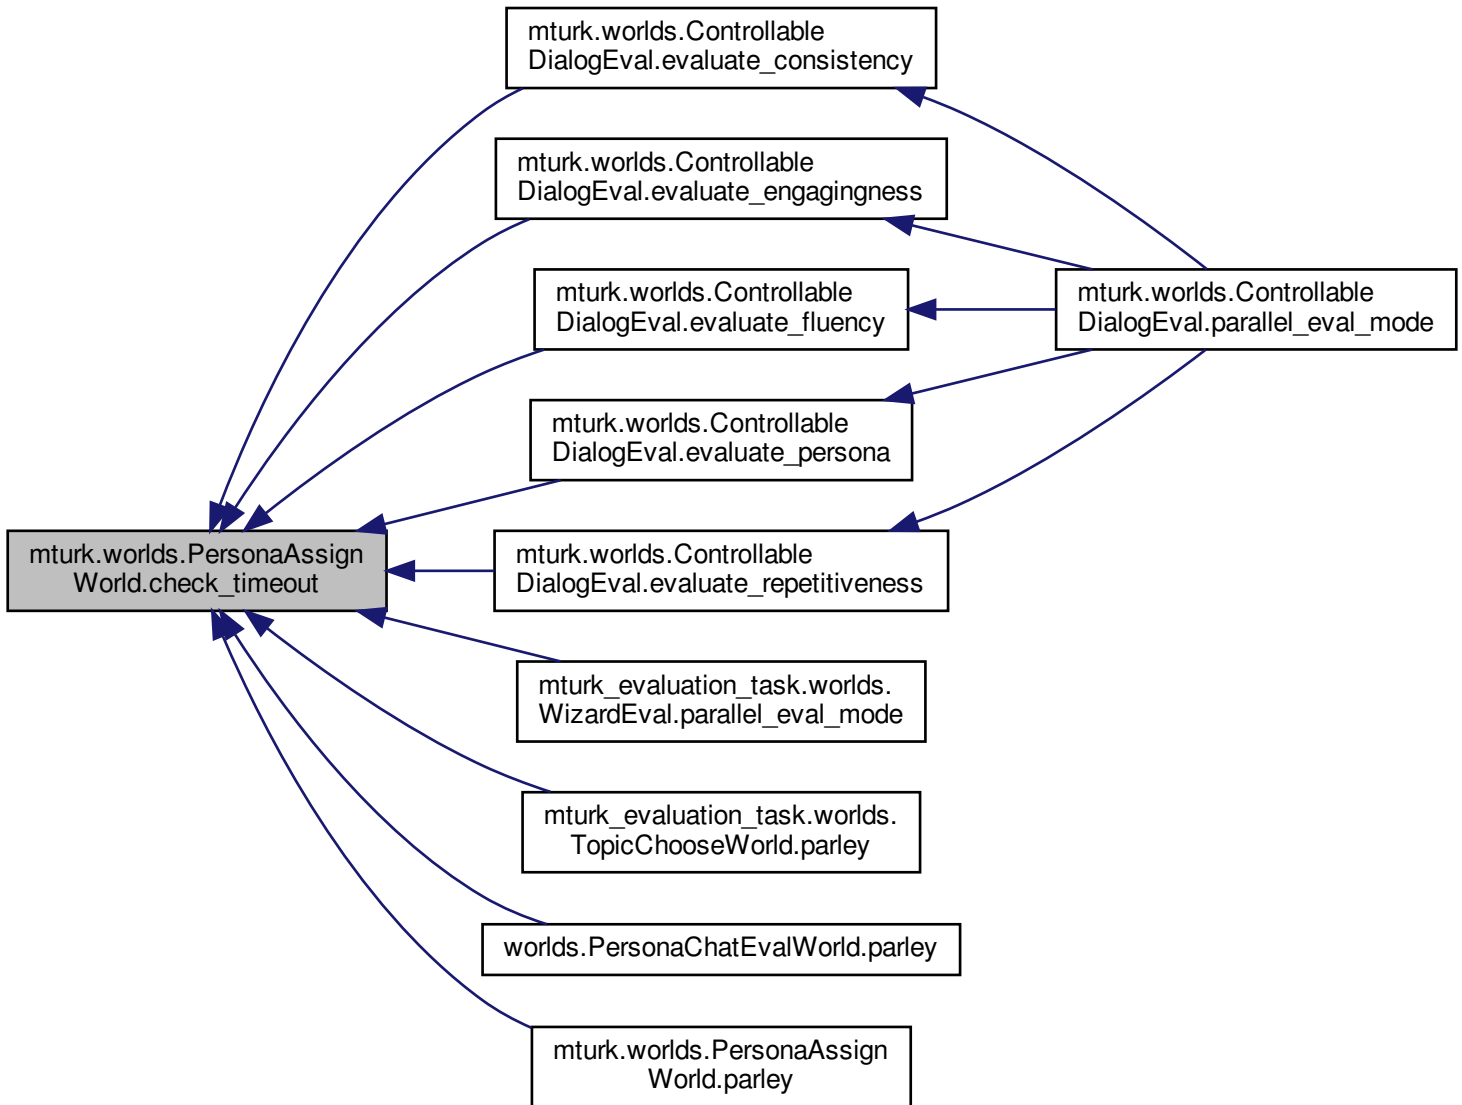 mturk.worlds.Controllable
DialogEval.evaluate_consistency
mturk.worlds.Controllable
DialogEval.evaluate_engagingness
mturk.worlds.Controllable
DialogEval.evaluate_fluency
mturk.worlds.Controllable
DialogEval.parallel_eval_mode
mturk.worlds.Controllable
DialogEval.evaluate_persona
mturk.worlds.PersonaAssign
World.check_timeout
mturk.worlds.Controllable
DialogEval.evaluate_repetitiveness
mturk_evaluation_task.worlds.
WizardEval.parallel_eval_mode
mturk_evaluation_task.worlds.
TopicChooseWorld.parley
worlds.PersonaChatEvalWorld.parley
mturk.worlds.PersonaAssign
World.parley